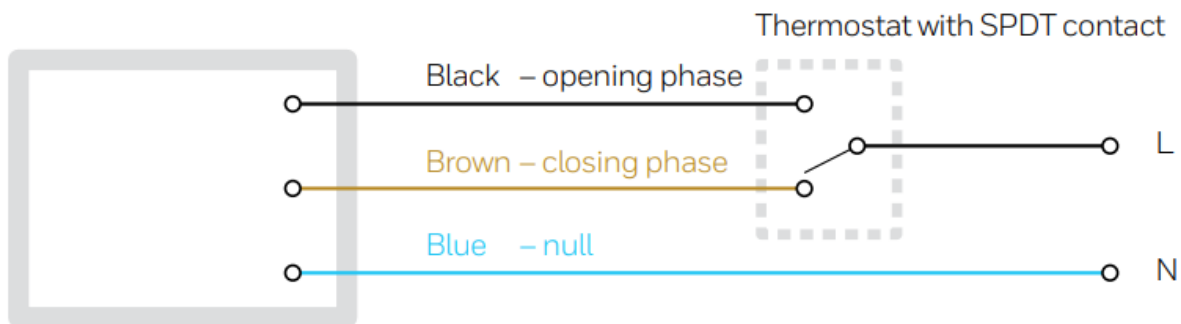 Thermostat with SPDT contact
Black – opening phase
L
Brown – closing phase
Blue – null
N